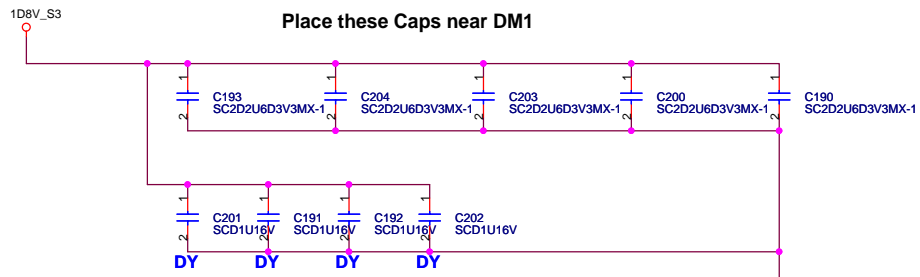 1D8V_S3
Place these Caps near DM1
1 2 C193 SC2D2U6D3V3MX-1
1 2 C204 SC2D2U6D3V3MX-1
1 2 C203 SC2D2U6D3V3MX-1
1 2 C200 SC2D2U6D3V3MX-1
1 2 C190 SC2D2U6D3V3MX-1
1 2 C201 SCD1U16V DY
1 2 C191 SCD1U16V DY
1 2 C192 SCD1U16V DY
1 2 C202 SCD1U16V DY